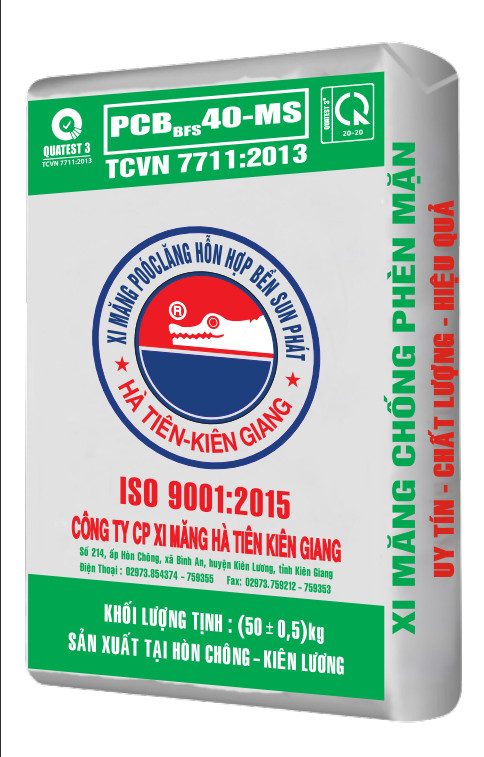 QUATEST 3
TCVN 7711:2013
PCB BFS 40-MS
TCVN 7711:2013
QUATEST 3®
20-20
XI MĂNG POÓCLĂNG HỖN HỢP BỀN SUN PHÁT
®
★ HÀ TIÊN-KIÊN GIANG ★
ISO 9001:2015
CÔNG TY CP XI MĂNG HÀ TIÊN KIÊN GIANG
Số 214, ấp Hòn Chông, xã Bình An, huyện Kiên Lương, tỉnh Kiên Giang
Điện Thoại : 02973.854374 - 759355 Fax: 02973.759212 - 759353
KHỐI LƯỢNG TỊNH : (50 ± 0,5)kg
SẢN XUẤT TẠI HÒN CHÔNG – KIÊN LƯƠNG
XI MĂNG CHỐNG PHÈN MẶN
UY TÍN - CHẤT LƯỢNG - HIỆU QUẢ